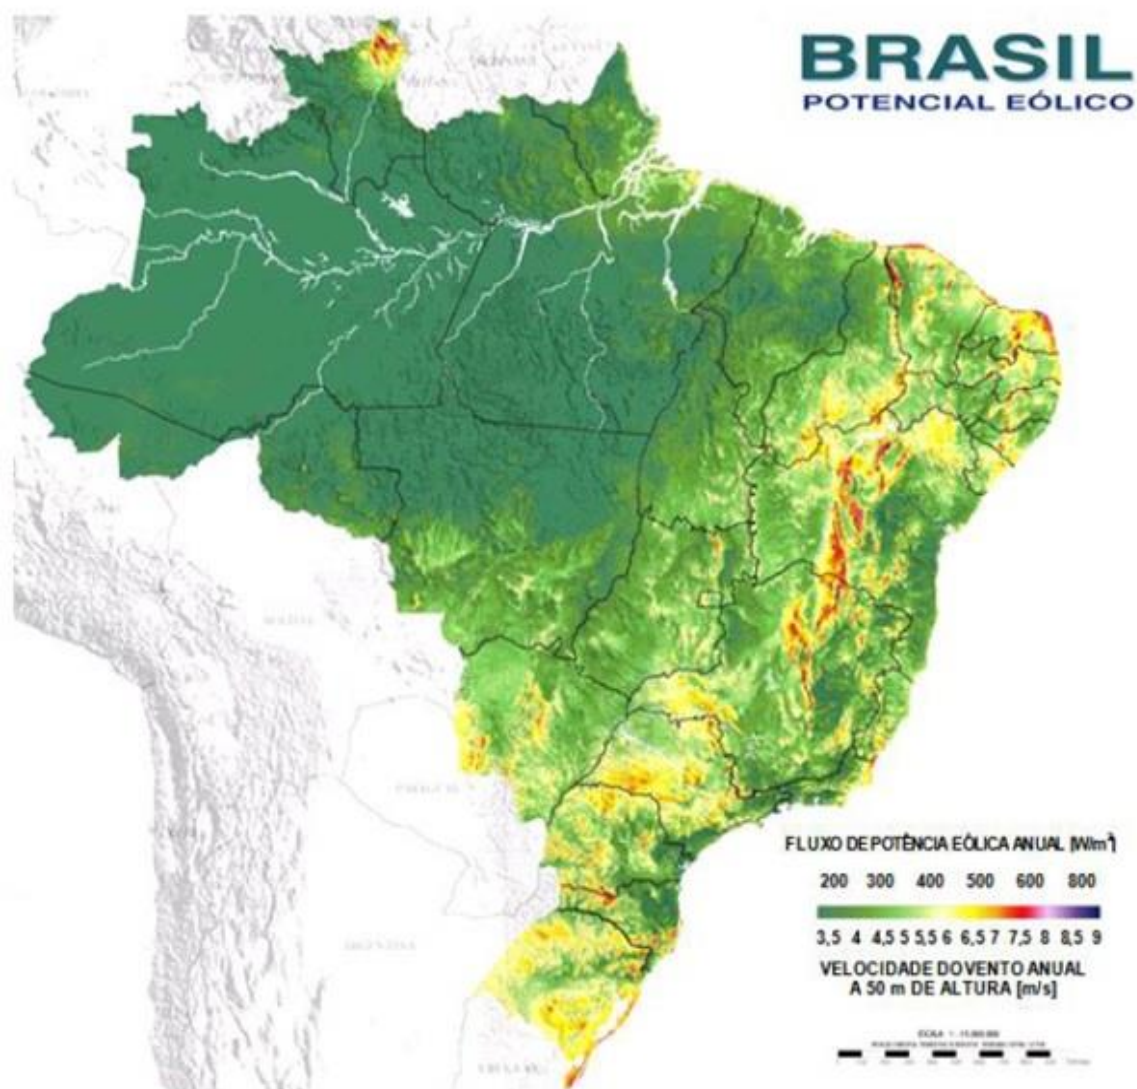 BRASIL
POTENCIAL EÓLICO
FLUXO DE POTÊNCIA EÓLICA ANUAL [W/m²]
200 300 400 500 600 800
3,5 4 4,5 5 5,5 6 6,5 7 7,5 8 8,5 9
VELOCIDADE DO VENTO ANUAL
A 50 m DE ALTURA [m/s]